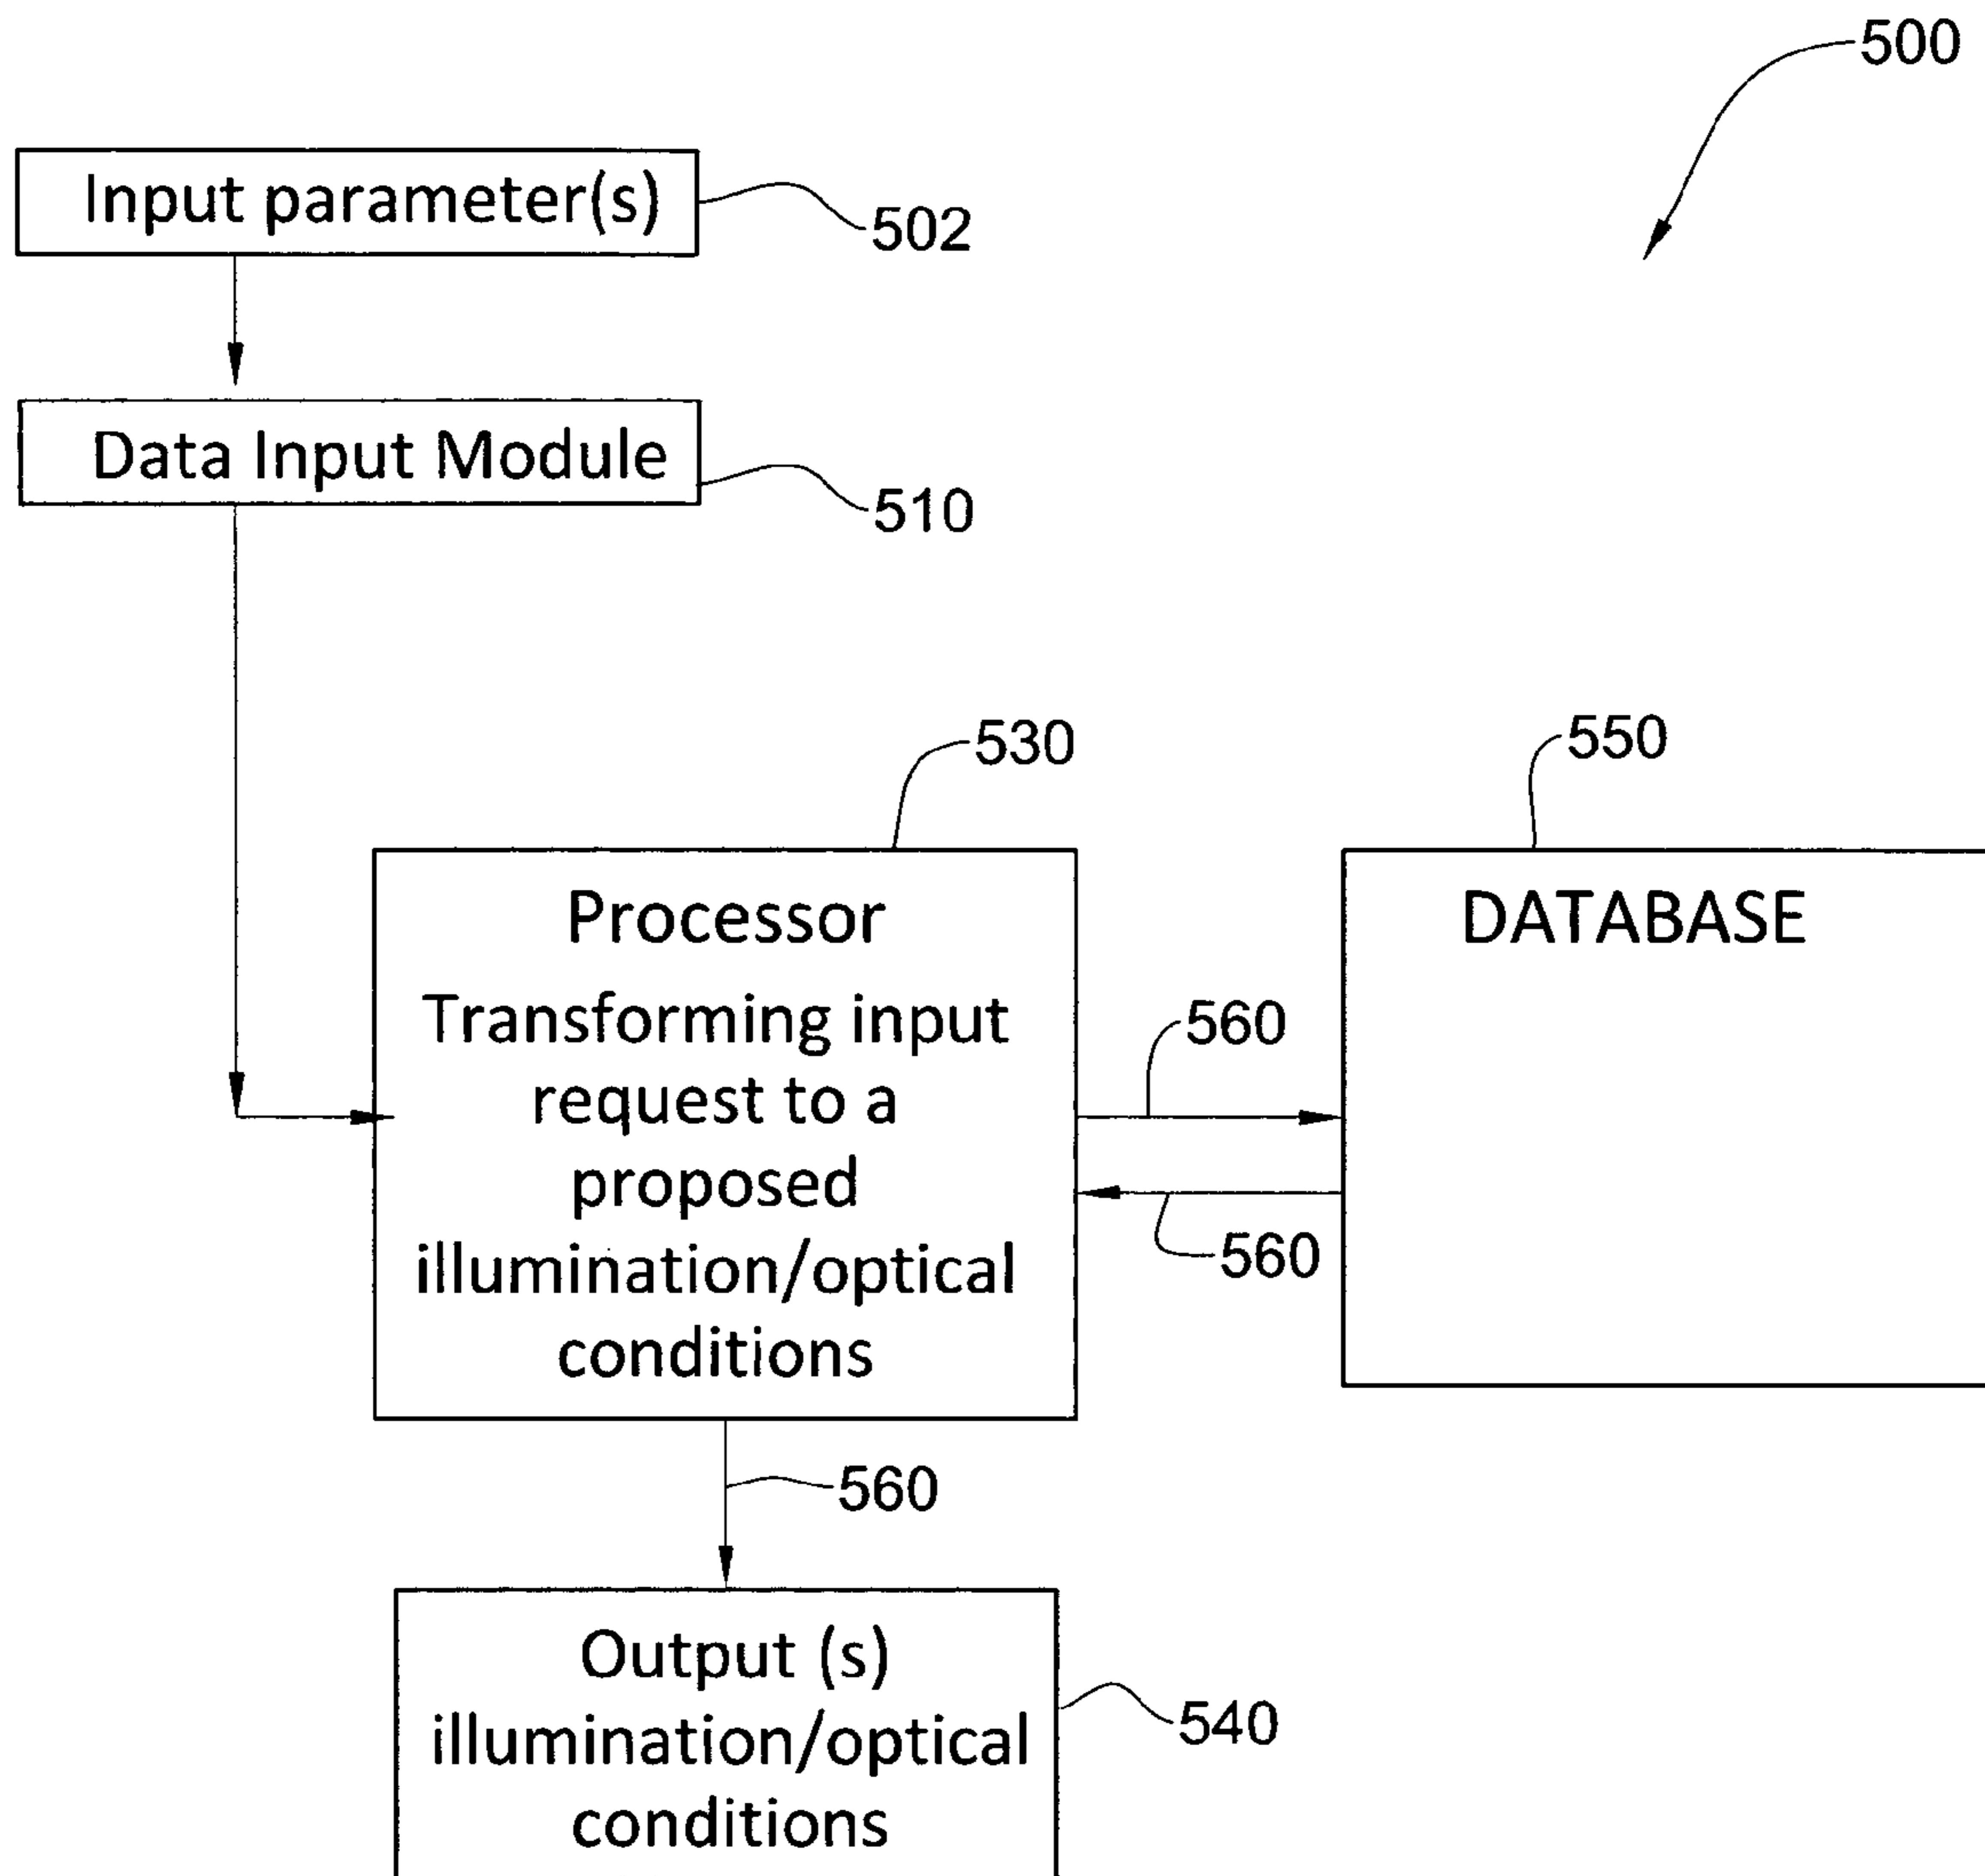 500
Input parameter(s)
502
Data Input Module
510
530
550
Processor
Transforming input
request to a
proposed
illumination/optical
conditions
DATABASE
560
560
560
Output (s)
illumination/optical
conditions
540